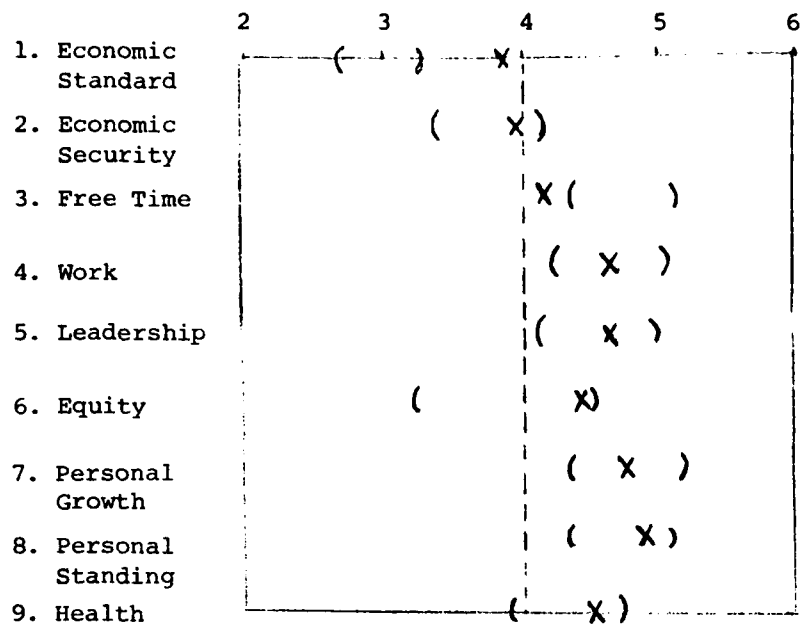 2 3 4 5 6
1. Economic
Standard
2. Economic
Security
3. Free Time
4. Work
5. Leadership
6. Equity
7. Personal
Growth
8. Personal
Standing
9. Health